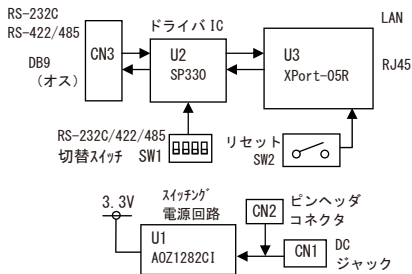 RS-232C
RS-422/485
DB9
(オス)
CN3
ドライバIC
U2
SP330
U3
XPort-05R
LAN
RJ45
RS-232C/422/485
切替スイッチ SW1
リセット
SW2
スイッチング
電源回路
3.3V
U1
AOZ1282CI
CN2
ピンヘッダ
コネクタ
CN1
DC
ジャック